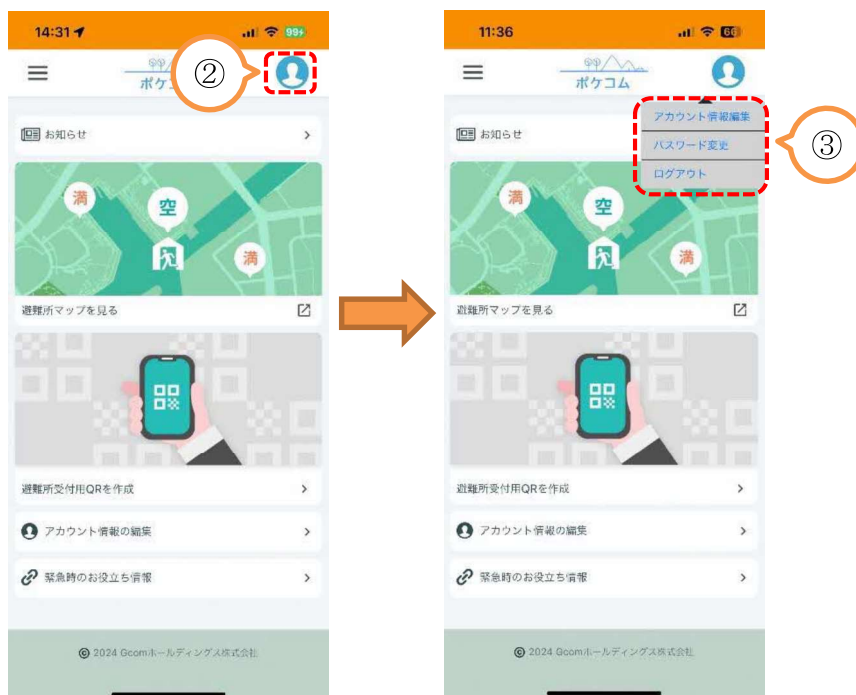 14:31
99+
②
ポケコ
お知らせ
満
空
満
避難所マップを見る
避難所受付用QRを作成
アカウント情報の編集
緊急時のお役立ち情報
© 2024 Gcomホールディングス株式会社
11:36
66
ポケコム
アカウント情報編集
パスワード変更
ログアウト
③
お知らせ
満
空
満
避難所マップを見る
避難所受付用QRを作成
アカウント情報の編集
緊急時のお役立ち情報
© 2024 Gcomホールディングス株式会社